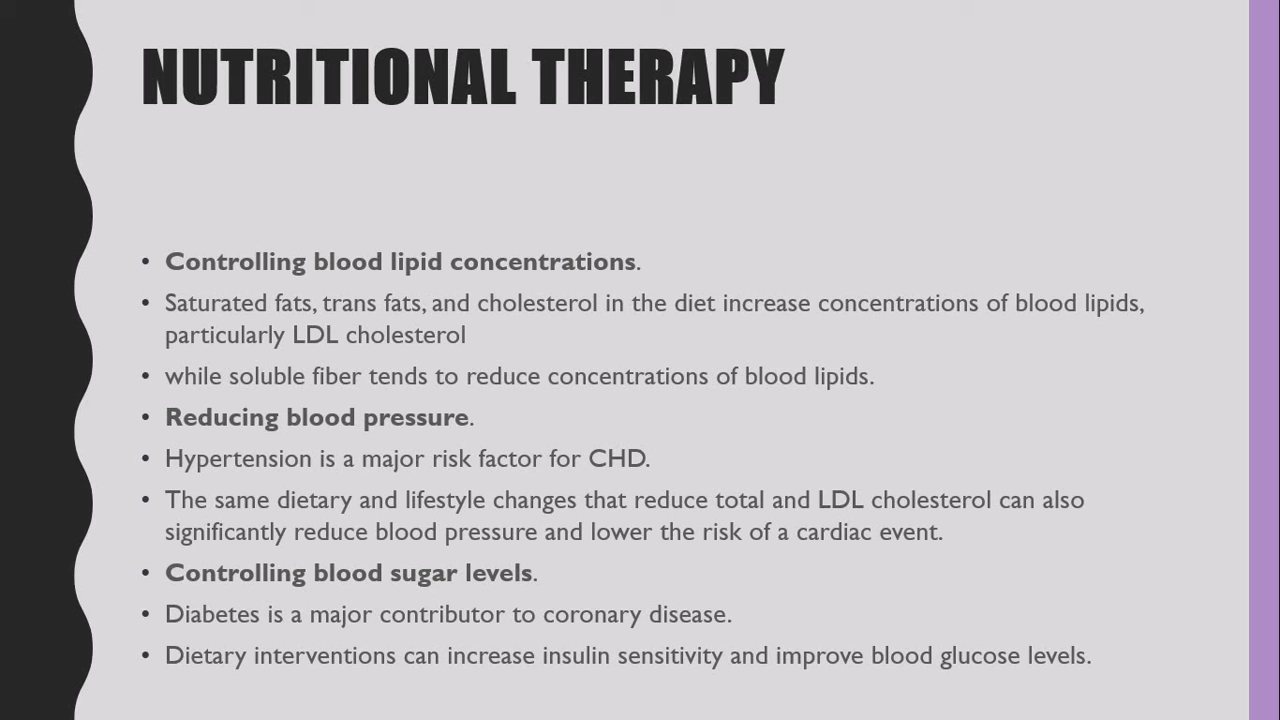 NUTRITIONAL THERAPY
• Controlling blood lipid concentrations.
• Saturated fats, trans fats, and cholesterol in the diet increase concentrations of blood lipids,
particularly LDL cholesterol
• while soluble fiber tends to reduce concentrations of blood lipids.
• Reducing blood pressure.
• Hypertension is a major risk factor for CHD.
• The same dietary and lifestyle changes that reduce total and LDL cholesterol can also
significantly reduce blood pressure and lower the risk of a cardiac event.
• Controlling blood sugar levels.
• Diabetes is a major contributor to coronary disease.
• Dietary interventions can increase insulin sensitivity and improve blood glucose levels.